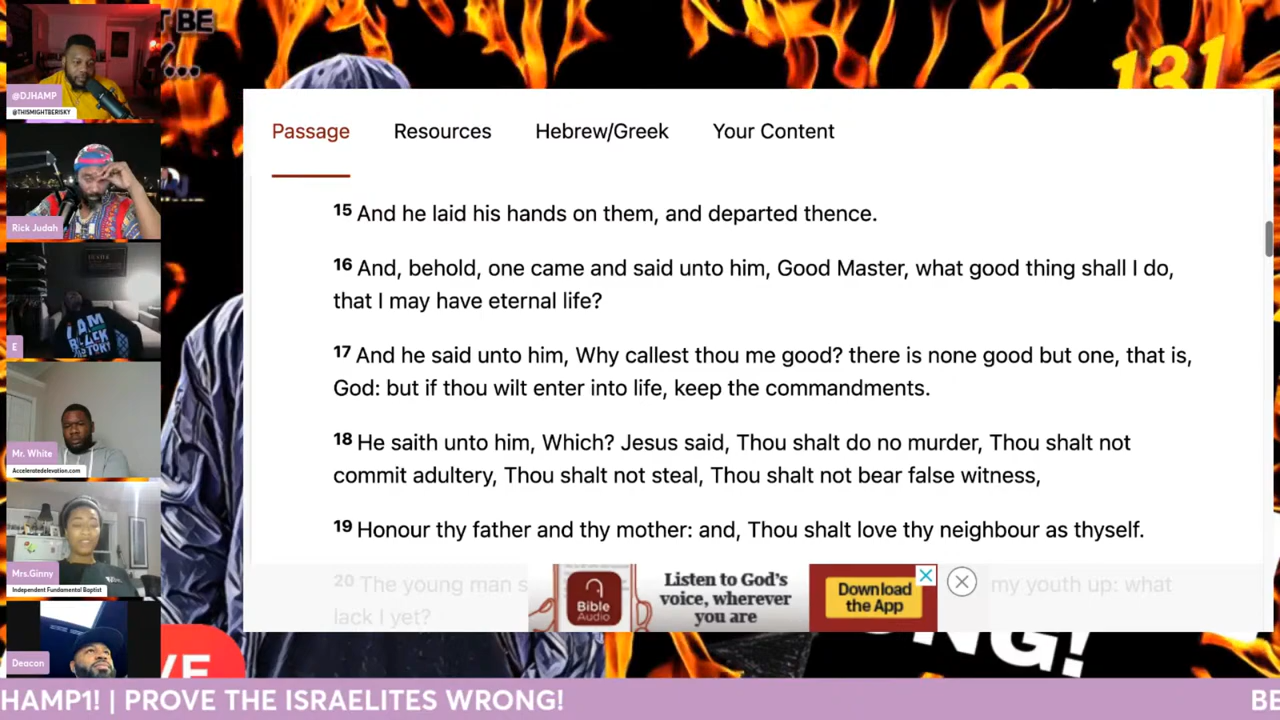 T BE
...
131
@DJHAMP
@THISMIGHTBERISKY
Rick Judah
E
I AM
BLACK
HISTORY
Mr. White
Acceleratedelevation.com
Mrs.Ginny
Independent Fundamental Baptist
Deacon
Passage Resources Hebrew/Greek Your Content
15 And he laid his hands on them, and departed thence.
16 And, behold, one came and said unto him, Good Master, what good thing shall I do,
that I may have eternal life?
17 And he said unto him, Why callest thou me good? there is none good but one, that is,
God: but if thou wilt enter into life, keep the commandments.
18 He saith unto him, Which? Jesus said, Thou shalt do no murder, Thou shalt not
commit adultery, Thou shalt not steal, Thou shalt not bear false witness,
19 Honour thy father and thy mother: and, Thou shalt love thy neighbour as thyself.
20 The young man s my youth up: what
lack I yet?
Bible
Audio
Listen to God's
voice, wherever
you are
Download
the App
VE
NG!
HAMP1! | PROVE THE ISRAELITES WRONG! BE